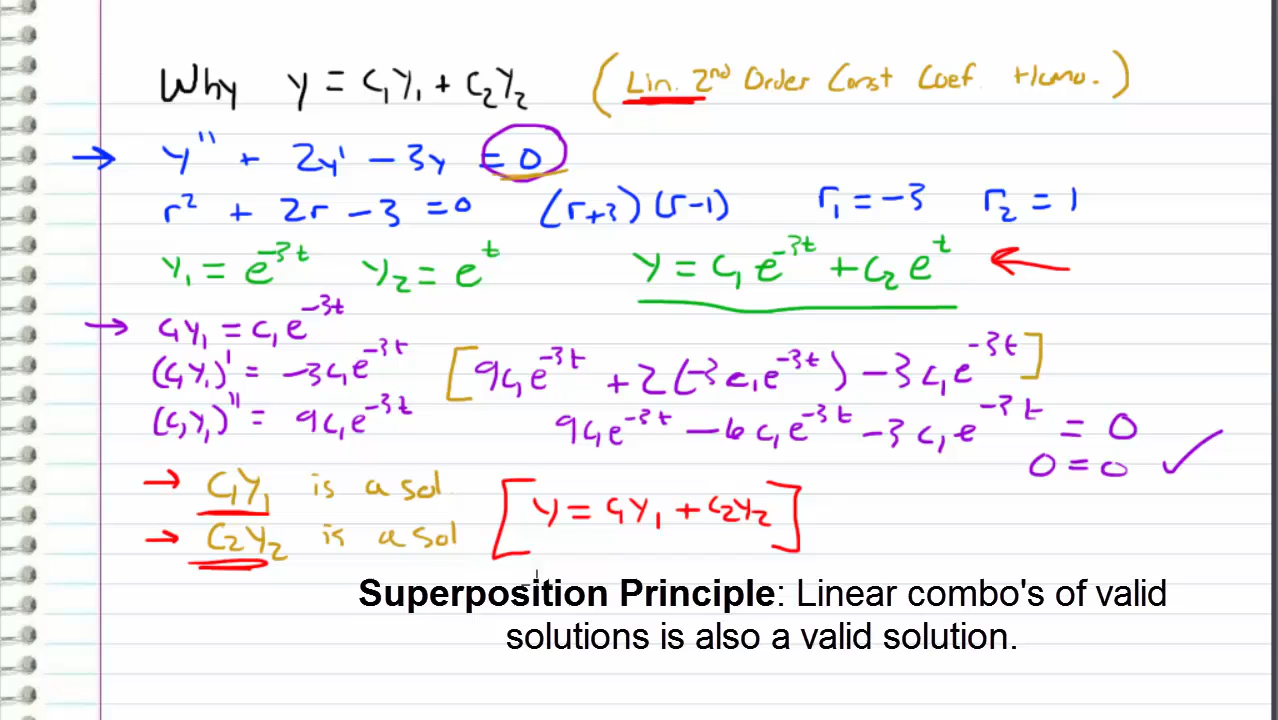 Why y = c₁y₁ + c₂y₂ (Lin. 2nd Order Const Coef. Homo.)
y'' + 2y' − 3y = 0
r² + 2r − 3 = 0 (r+3)(r−1) r₁ = −3 r₂ = 1
y₁ = e^(−3t) y₂ = e^t y = c₁e^(−3t) + c₂e^t
c₁y₁ = c₁e^(−3t)
(c₁y₁)' = −3c₁e^(−3t) [9c₁e^(−3t) + 2(−3c₁e^(−3t)) − 3c₁e^(−3t)]
(c₁y₁)'' = 9c₁e^(−3t) 9c₁e^(−3t) − 6c₁e^(−3t) − 3c₁e^(−3t) = 0
0 = 0 ✓
→ c₁y₁ is a sol. [y = c₁y₁ + c₂y₂]
→ c₂y₂ is a sol
Superposition Principle: Linear combo's of valid
solutions is also a valid solution.